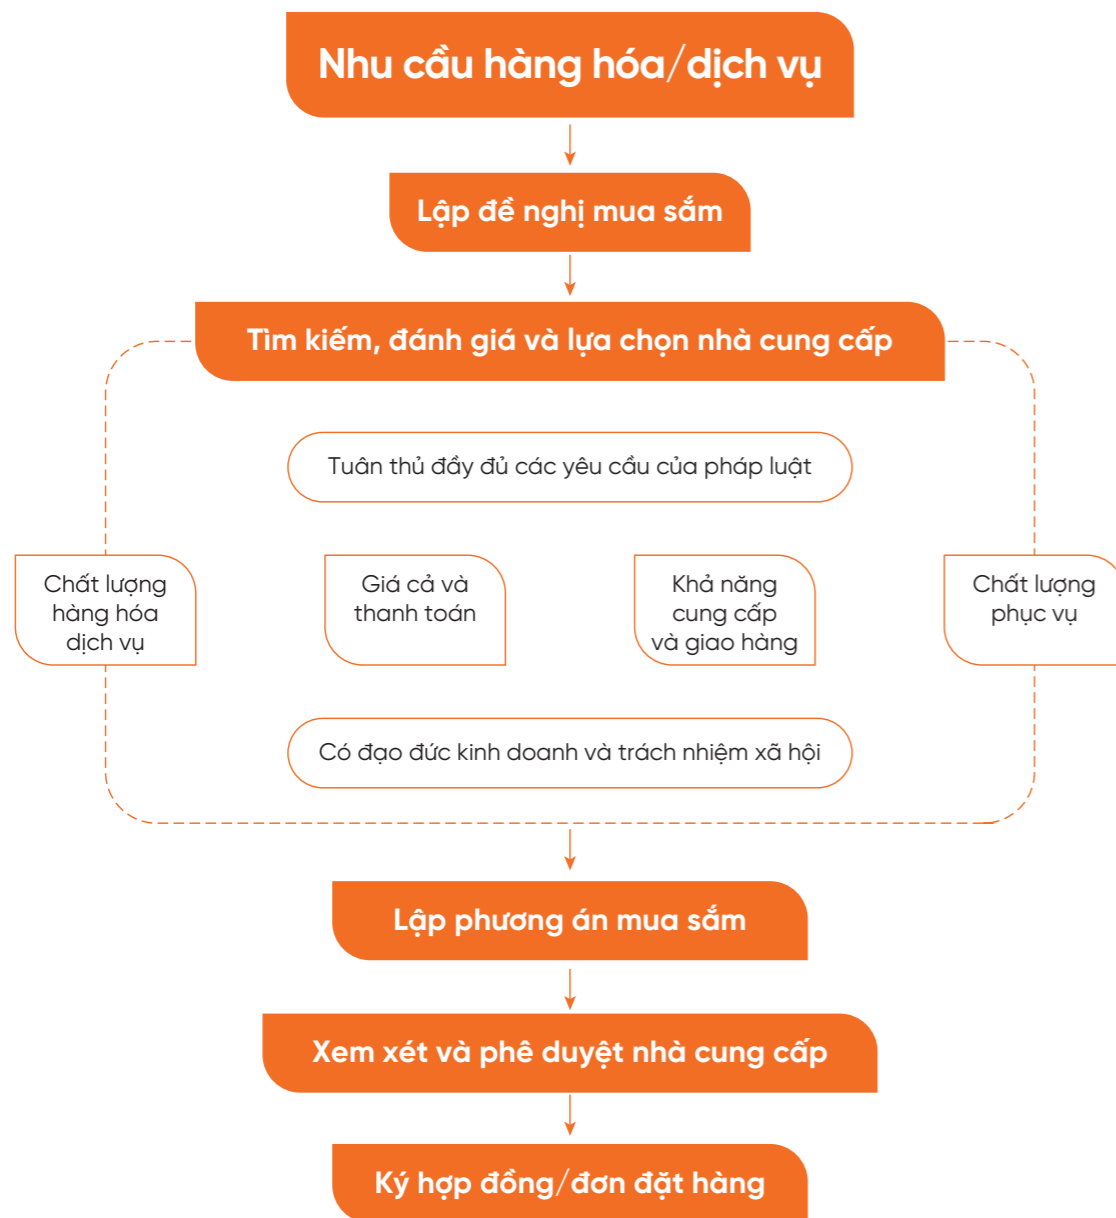 Nhu cầu hàng hóa/dịch vụ
Lập đề nghị mua sắm
Tìm kiếm, đánh giá và lựa chọn nhà cung cấp
Tuân thủ đầy đủ các yêu cầu của pháp luật
Chất lượng
hàng hóa
dịch vụ
Giá cả và
thanh toán
Khả năng
cung cấp
và giao hàng
Chất lượng
phục vụ
Có đạo đức kinh doanh và trách nhiệm xã hội
Lập phương án mua sắm
Xem xét và phê duyệt nhà cung cấp
Ký hợp đồng/đơn đặt hàng